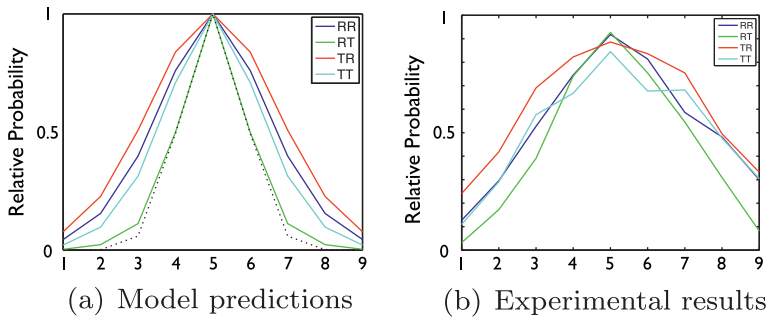 1
RR
RT
TR
TT
Relative Probability
0.5
0
1 2 3 4 5 6 7 8 9
(a) Model predictions
1
RR
RT
TR
TT
Relative Probability
0.5
0
1 2 3 4 5 6 7 8 9
(b) Experimental results